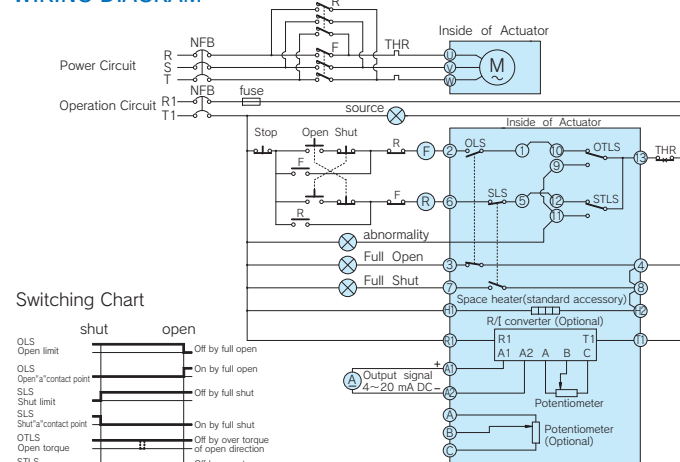 WIRING DIAGRAM
R
Power Circuit
R
S
T
NFB
F
THR
Inside of Actuator
U
V
W
M
Operation Circuit
R1
T1
NFB
fuse
source
Inside of Actuator
Stop
Open
Shut
F
R
R
F
2
OLS
1
10
9
OTLS
13
THR
F
R
6
SLS
5
12
11
STLS
abnormality
Full Open
3
4
Full Shut
7
8
Space heater(standard accessory)
H1
H2
R/I converter (Optional)
R1
R1
T1
T1
A1
A2
A
B
C
A
Output signal
4~20 mA DC
+
-
A1
A2
Potentiometer
A
B
C
Potentiometer
(Optional)
Switching Chart
shut
open
OLS
Open limit
Off by full open
OLS
Open"a"contact point
On by full open
SLS
Shut limit
Off by full shut
SLS
Shut"a"contact point
On by full shut
OTLS
Open torque
Off by over torque
of open direction
STLS